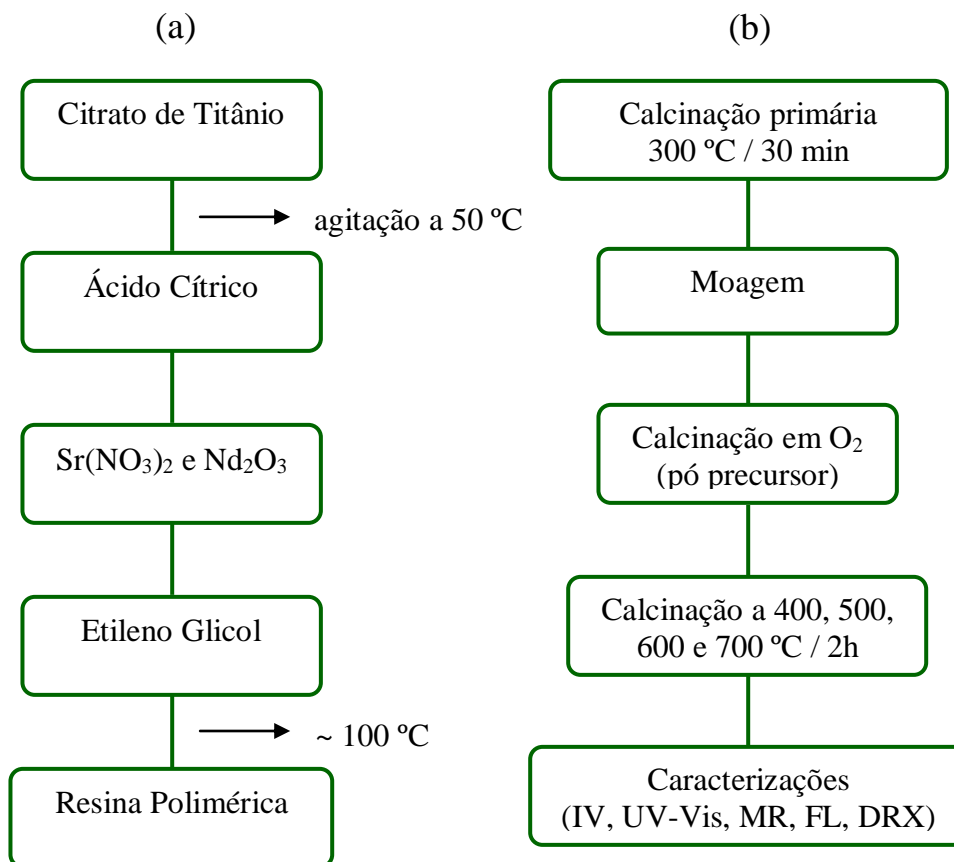 (a)
Citrato de Titânio
agitação a 50 ºC
Ácido Cítrico
Sr(NO₃)₂ e Nd₂O₃
Etileno Glicol
~ 100 ºC
Resina Polimérica
(b)
Calcinação primária
300 ºC / 30 min
Moagem
Calcinação em O₂
(pó precursor)
Calcinação a 400, 500,
600 e 700 ºC / 2h
Caracterizações
(IV, UV-Vis, MR, FL, DRX)